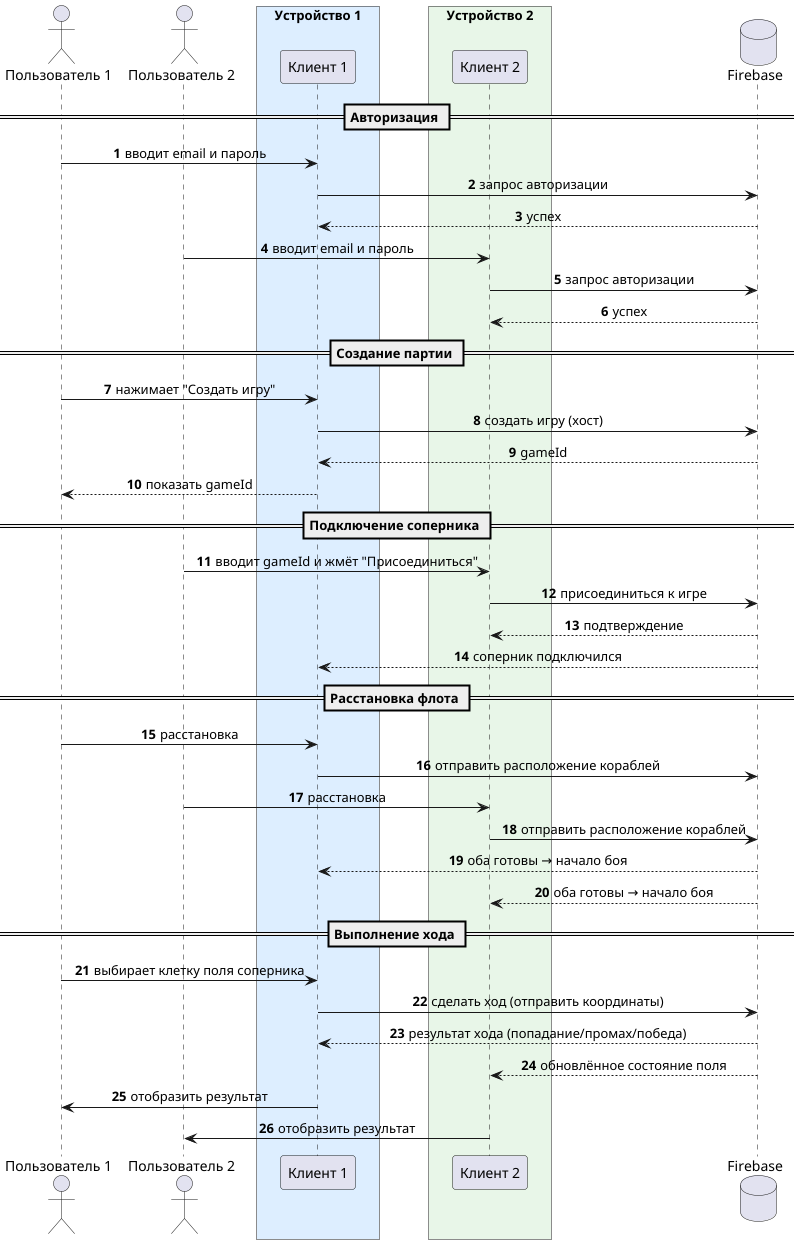 Устройство 1
Устройство 2
Пользователь 1
Пользователь 2
Клиент 1
Клиент 2
Firebase
Авторизация
1 вводит email и пароль
2 запрос авторизации
3 успех
4 вводит email и пароль
5 запрос авторизации
6 успех
Создание партии
7 нажимает "Создать игру"
8 создать игру (хост)
9 gameId
10 показать gameId
Подключение соперника
11 вводит gameId и жмёт "Присоединиться"
12 присоединиться к игре
13 подтверждение
14 соперник подключился
Расстановка флота
15 расстановка
16 отправить расположение кораблей
17 расстановка
18 отправить расположение кораблей
19 оба готовы → начало боя
20 оба готовы → начало боя
Выполнение хода
21 выбирает клетку поля соперника
22 сделать ход (отправить координаты)
23 результат хода (попадание/промах/победа)
24 обновлённое состояние поля
25 отобразить результат
26 отобразить результат
Пользователь 1
Пользователь 2
Клиент 1
Клиент 2
Firebase